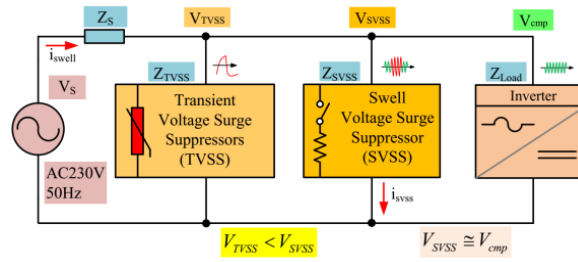 Z_S
V_TVSS
V_SVSS
V_cmp
i_swell
Z_TVSS
Z_SVSS
Z_Load
V_S
Transient
Voltage Surge
Suppressors
(TVSS)
Swell
Voltage Surge
Suppressor
(SVSS)
Inverter
AC230V
50Hz
i_SVSS
V_TVSS < V_SVSS
V_SVSS ≅ V_cmp